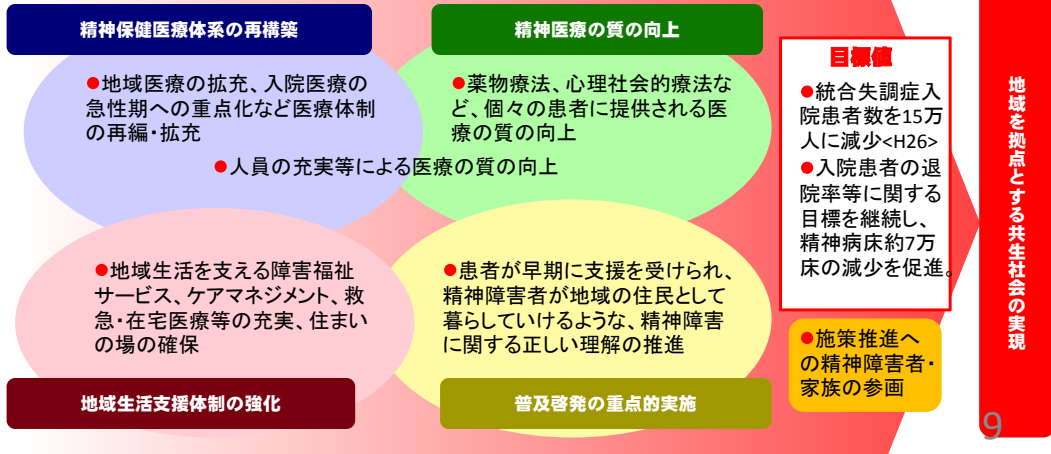 精神保健医療体系の再構築
●地域医療の拡充、入院医療の
急性期への重点化など医療体制
の再編・拡充
精神医療の質の向上
●薬物療法、心理社会的療法な
ど、個々の患者に提供される医
療の質の向上
●人員の充実等による医療の質の向上
●地域生活を支える障害福祉
サービス、ケアマネジメント、救
急・在宅医療等の充実、住まい
の場の確保
地域生活支援体制の強化
●患者が早期に支援を受けられ、
精神障害者が地域の住民として
暮らしていけるような、精神障害
に関する正しい理解の推進
普及啓発の重点的実施
目標値
●統合失調症入
院患者数を15万
人に減少<H26>
●入院患者の退
院率等に関する
目標を継続し、
精神病床約7万
床の減少を促進。
●施策推進へ
の精神障害者・
家族の参画
地域を拠点とする共生社会の実現
9